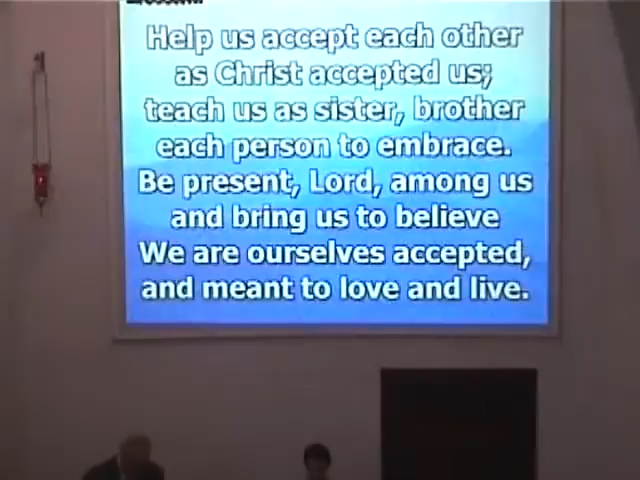 Help us accept each other
as Christ accepted us;
teach us as sister, brother
each person to embrace.
Be present, Lord, among us
and bring us to believe
We are ourselves accepted,
and meant to love and live.